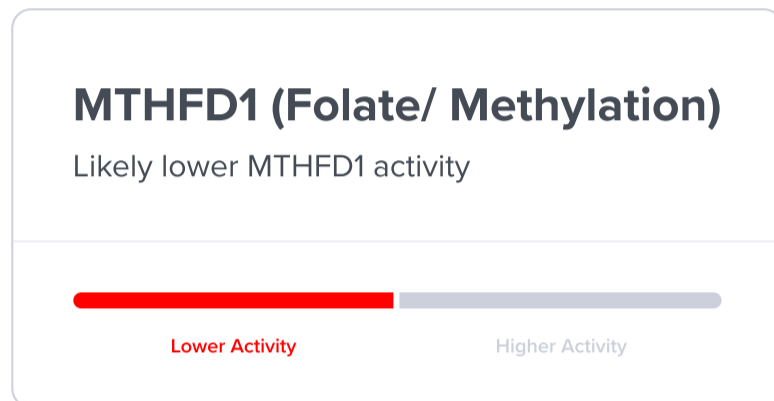 MTHFD1 (Folate/ Methylation)
Likely lower MTHFD1 activity
Lower Activity
Higher Activity